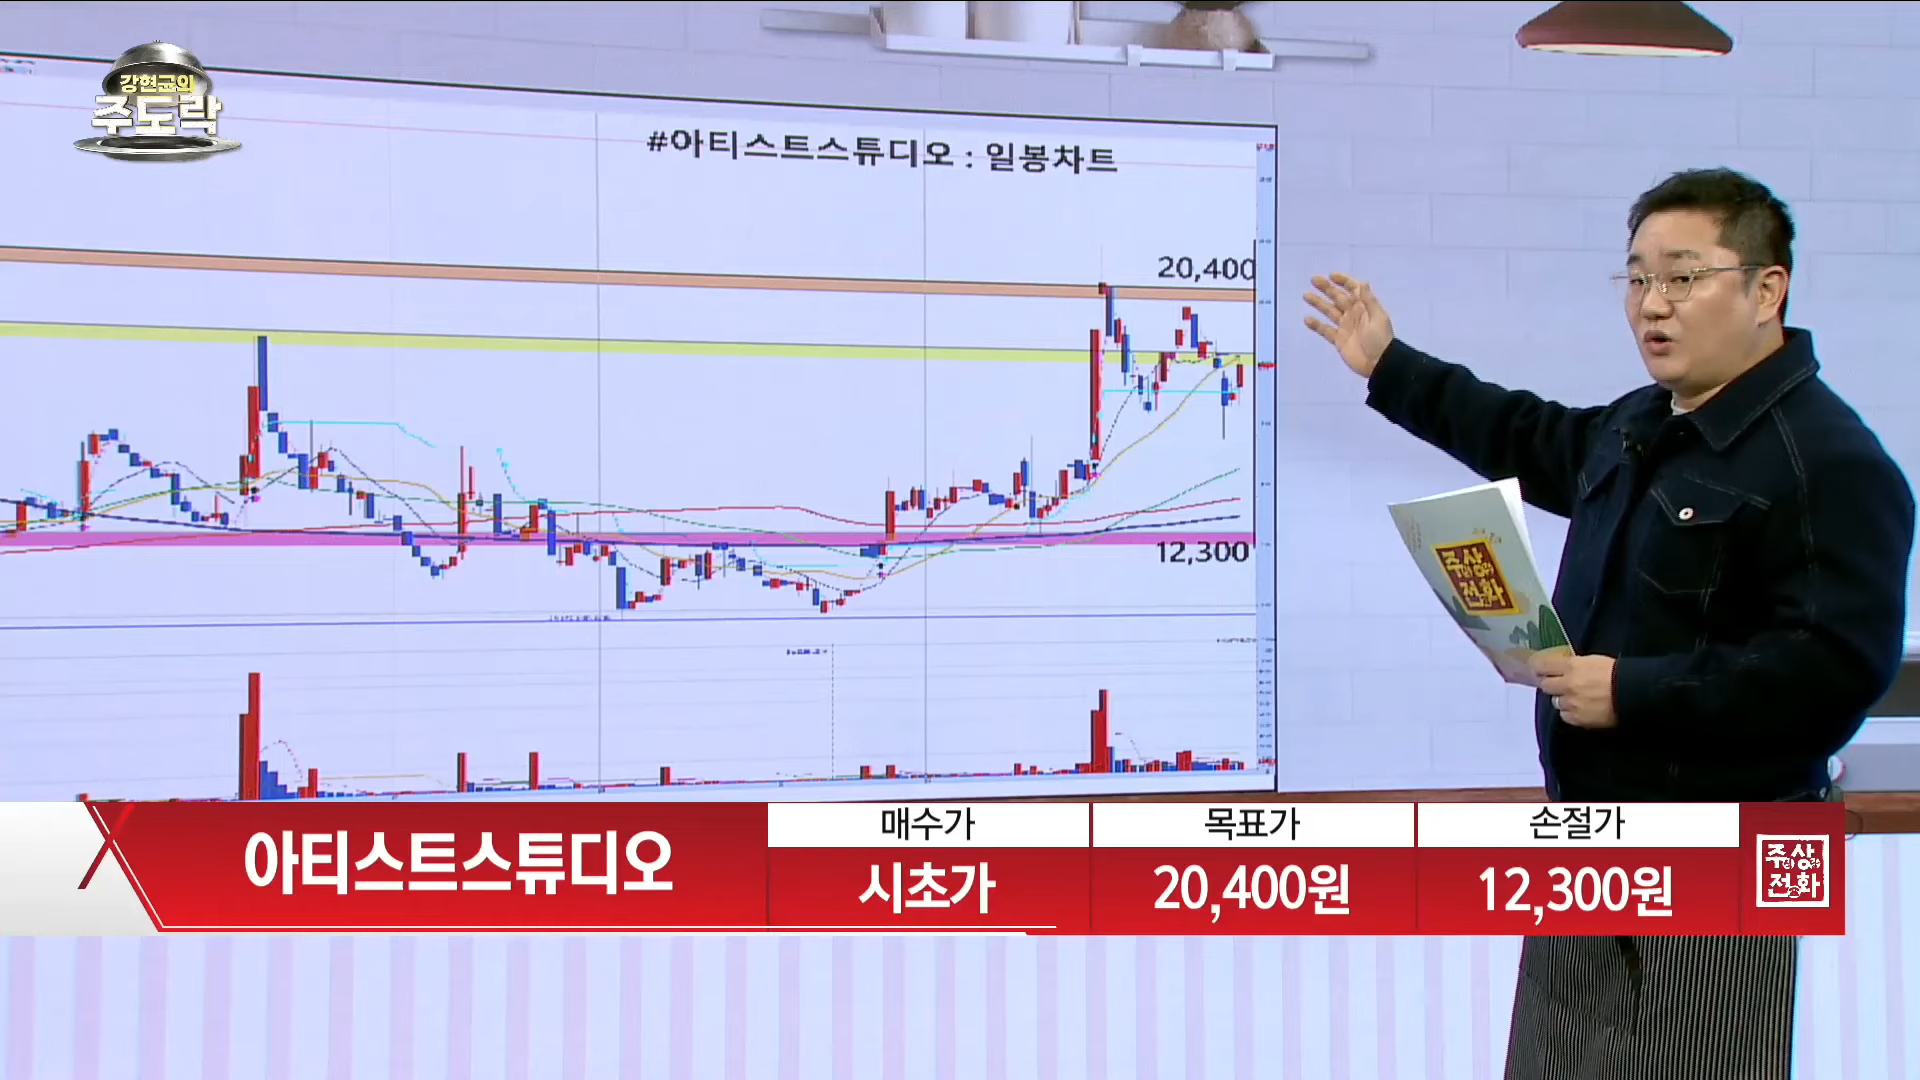 강현균의
주도락
#아티스트스튜디오 : 일봉차트
20,400
12,300
주상
전화
아티스트스튜디오
매수가
목표가
손절가
시초가
20,400원
12,300원
주상
전화